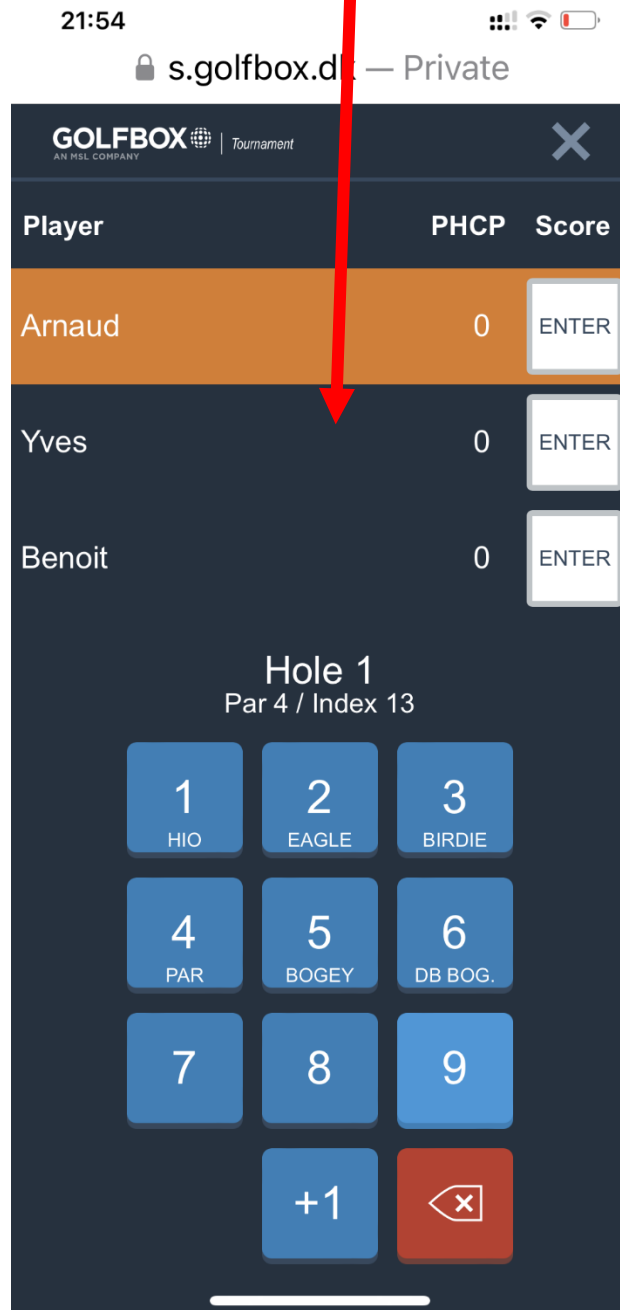 21:54
s.golfbox.dk — Private
GOLFBOX | Tournament
AN MSL COMPANY
Player PHCP Score
Arnaud 0 ENTER
Yves 0 ENTER
Benoit 0 ENTER
Hole 1
Par 4 / Index 13
1 2 3
HIO EAGLE BIRDIE
4 5 6
PAR BOGEY DB BOG.
7 8 9
+1